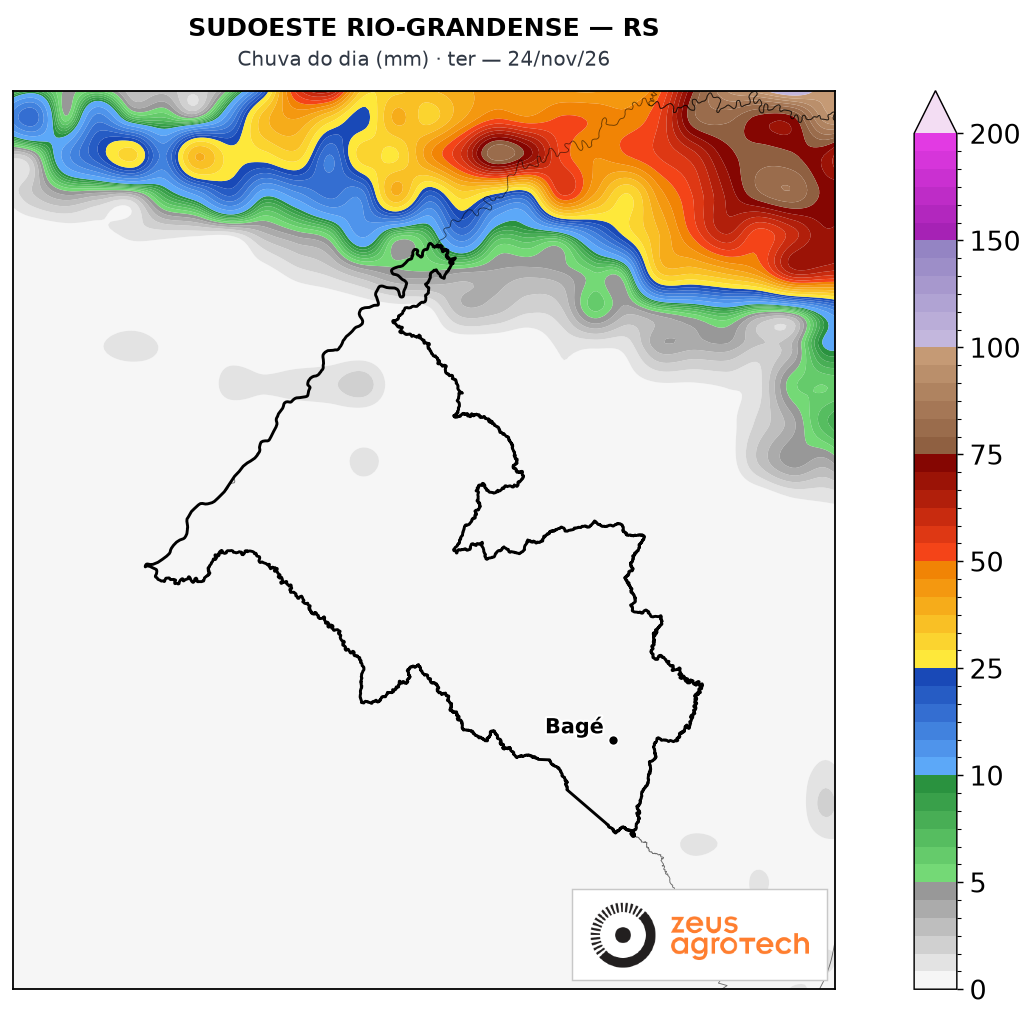 SUDOESTE RIO-GRANDENSE — RS
Chuva do dia (mm) · ter — 24/nov/26
200
150
100
75
50
25
10
5
0
Bagé
zeus
agrotech